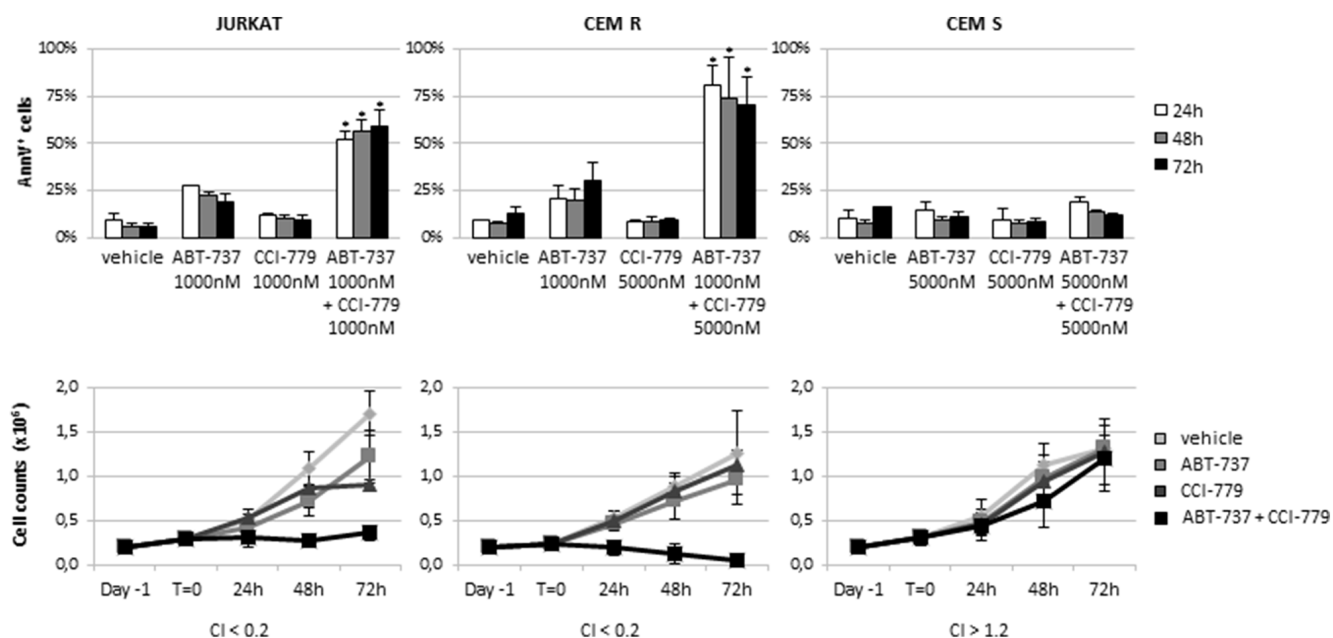 JURKAT
CEM R
CEM S
AnnV⁺ cells
100%
75%
50%
25%
0%
* * *
vehicle
ABT-737
1000nM
CCI-779
1000nM
ABT-737
1000nM
+ CCI-779
1000nM
100%
75%
50%
25%
0%
* * *
vehicle
ABT-737
1000nM
CCI-779
5000nM
ABT-737
1000nM
+ CCI-779
5000nM
100%
75%
50%
25%
0%
vehicle
ABT-737
5000nM
CCI-779
5000nM
ABT-737
5000nM
+ CCI-779
5000nM
24h
48h
72h
Cell counts (x10⁶)
2,0
1,5
1,0
0,5
0,0
Day -1 T=0 24h 48h 72h
CI < 0.2
2,0
1,5
1,0
0,5
0,0
Day -1 T=0 24h 48h 72h
CI < 0.2
2,0
1,5
1,0
0,5
0,0
Day -1 T=0 24h 48h 72h
CI > 1.2
vehicle
ABT-737
CCI-779
ABT-737 + CCI-779